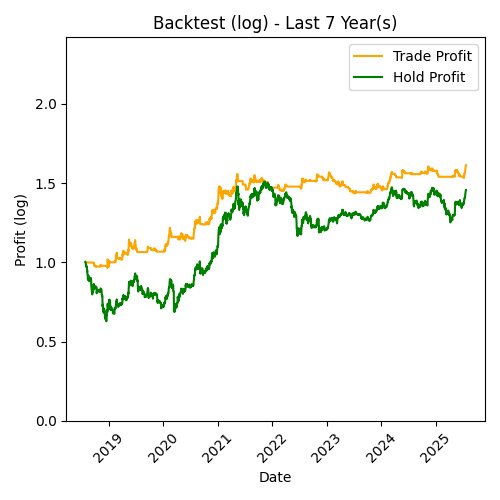 Backtest (log) - Last 7 Year(s)
Trade Profit
Hold Profit
Profit (log)
2.0
1.5
1.0
0.5
0.0
2019
2020
2021
2022
2023
2024
2025
Date